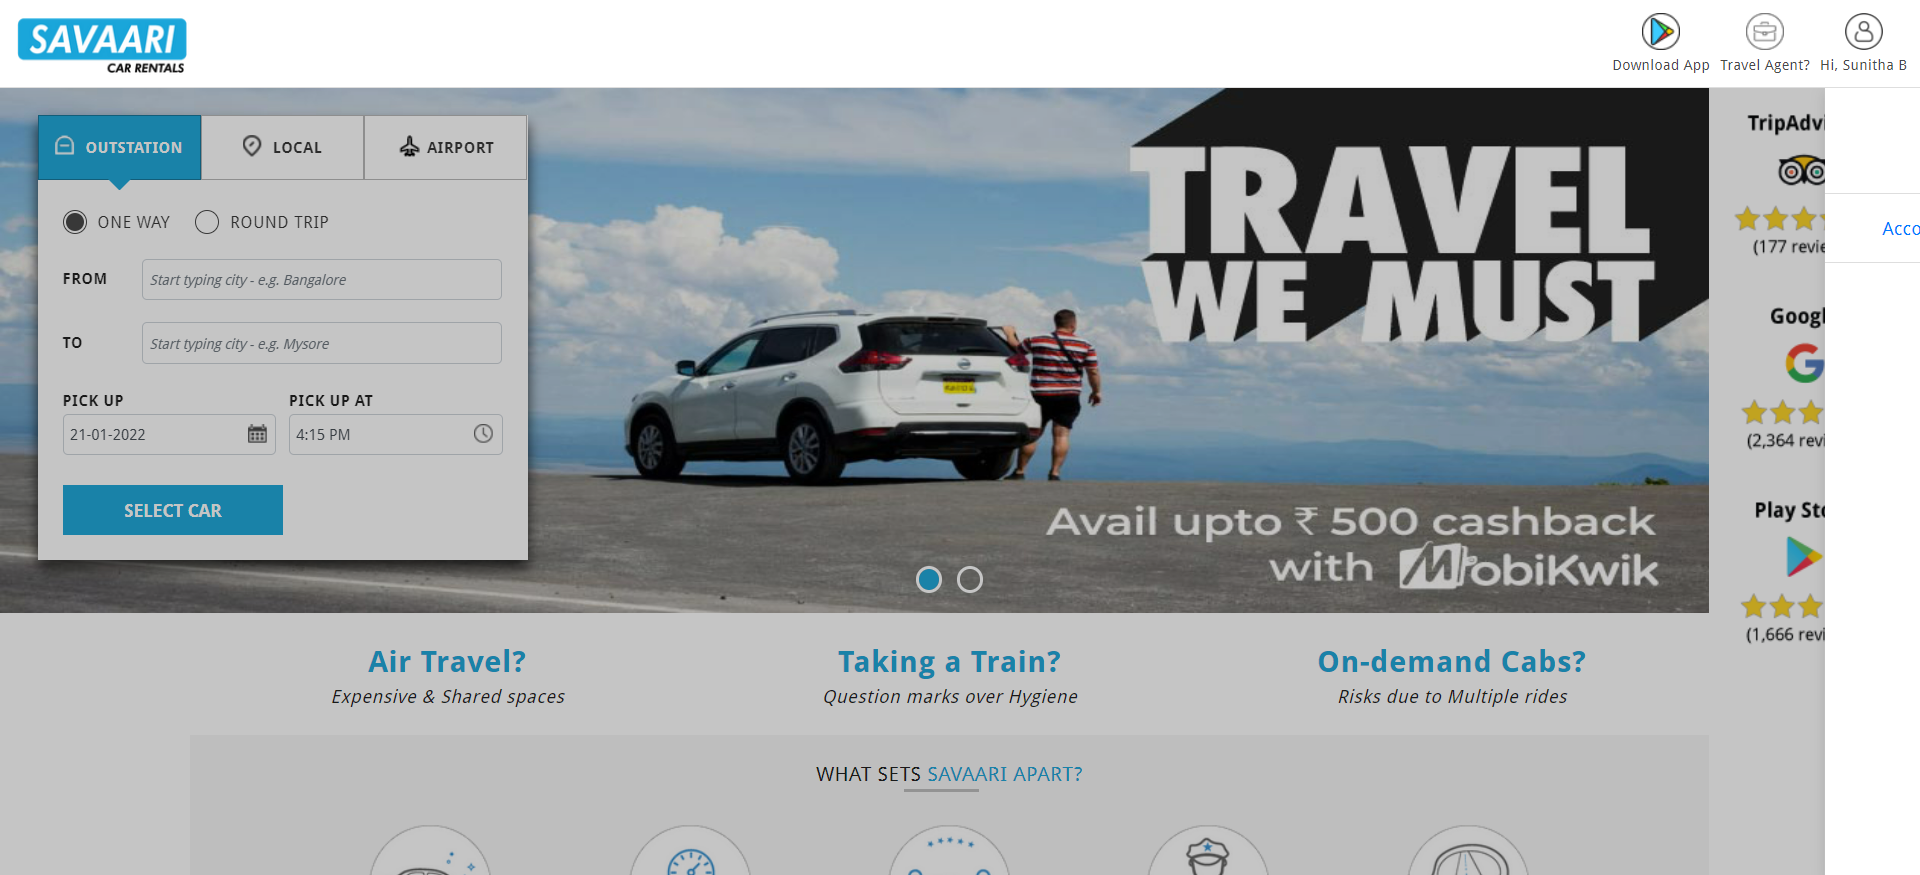 SAVAARI
CAR RENTALS
Download App
Travel Agent?
Hi, Sunitha B
OUTSTATION
LOCAL
AIRPORT
ONE WAY
ROUND TRIP
FROM
Start typing city - e.g. Bangalore
TO
Start typing city - e.g. Mysore
PICK UP
PICK UP AT
21-01-2022
4:15 PM
SELECT CAR
TRAVEL
WE MUST
Avail upto ₹ 500 cashback
with MobiKwik
TripAdvi
(177 revie
Googl
(2,364 revi
Play Sto
(1,666 revi
Acco
Air Travel?
Expensive & Shared spaces
Taking a Train?
Question marks over Hygiene
On-demand Cabs?
Risks due to Multiple rides
WHAT SETS SAVAARI APART?